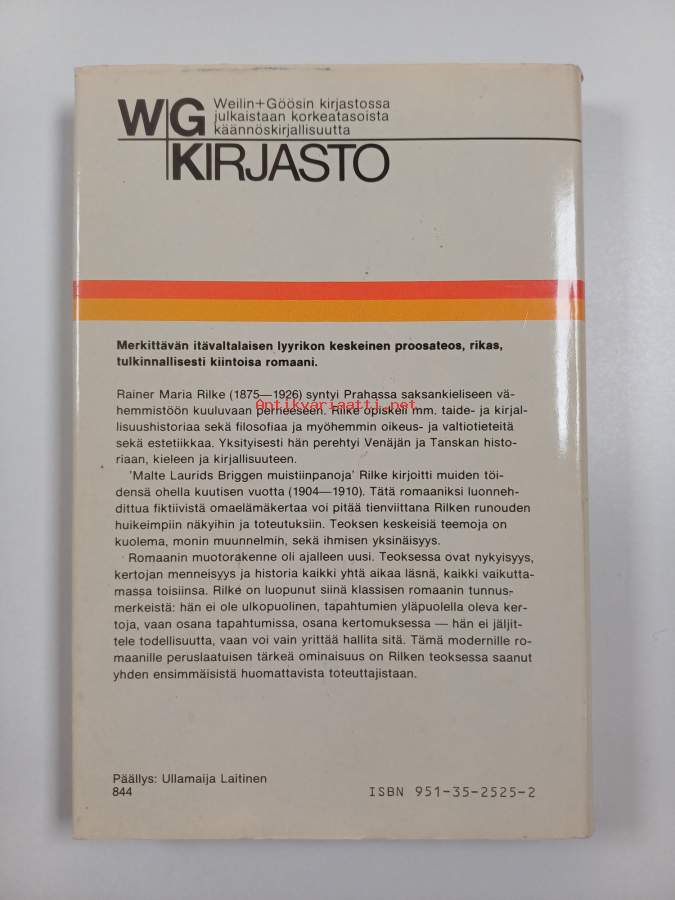 WG
Weilin+Göösin kirjastossa
julkaistaan korkeatasoista
käännöskirjallisuutta
KIRJASTO
Merkittävän itävaltalaisen lyyrikon keskeinen proosateos, rikas,
tulkinnallisesti kiintoisa romaani.
Rainer Maria Rilke (1875—1926) syntyi Prahassa saksankieliseen vä-
hemmistöön kuuluvaan perheeseen. Rilke opiskeli mm. taide- ja kirjal-
Antikvariaatti.net
lisuushistoriaa sekä filosofiaa ja myöhemmin oikeus- ja valtiotieteitä
sekä estetiikkaa. Yksityisesti hän perehtyi Venäjän ja Tanskan histo-
riaan, kieleen ja kirjallisuuteen.
'Malte Laurids Briggen muistiinpanoja' Rilke kirjoitti muiden töi-
densä ohella kuutisen vuotta (1904—1910). Tätä romaaniksi luonneh-
dittua fiktiivistä omaelämäkertaa voi pitää tienviittana Rilken runouden
huikeimpiin näkyihin ja toteutuksiin. Teoksen keskeisiä teemoja on
kuolema, monin muunnelmin, sekä ihmisen yksinäisyys.
Romaanin muotorakenne oli ajalleen uusi. Teoksessa ovat nykyisyys,
kertojan menneisyys ja historia kaikki yhtä aikaa läsnä, kaikki vaikutta-
massa toisiinsa. Rilke on luopunut siinä klassisen romaanin tunnus-
merkeistä: hän ei ole ulkopuolinen, tapahtumien yläpuolella oleva ker-
toja, vaan osana tapahtumissa, osana kertomuksessa — hän ei jäljit-
tele todellisuutta, vaan voi vain yrittää hallita sitä. Tämä modernille ro-
maanille peruslaatuisen tärkeä ominaisuus on Rilken teoksessa saanut
yhden ensimmäisistä huomattavista toteuttajistaan.
Päällys: Ullamaija Laitinen
844
ISBN 951-35-2525-2